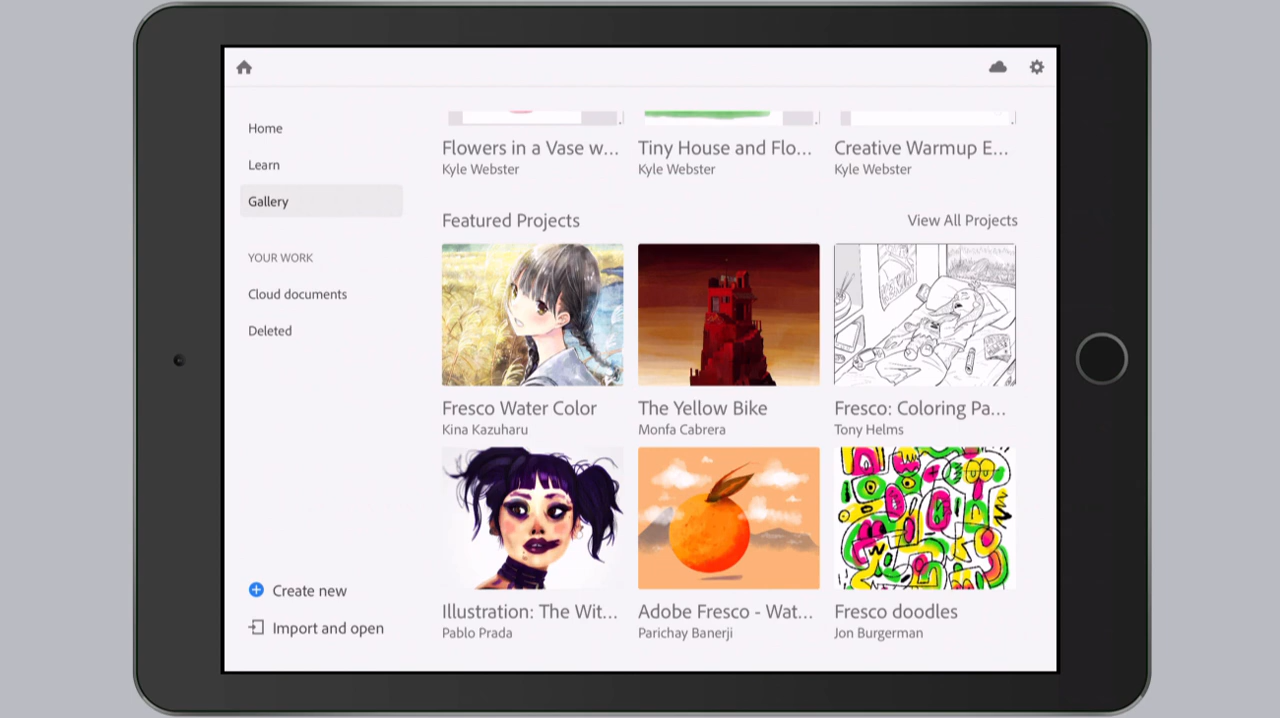 Home
Learn
Gallery
YOUR WORK
Cloud documents
Deleted
Create new
Import and open
Flowers in a Vase w...
Kyle Webster
Tiny House and Flo...
Kyle Webster
Creative Warmup E...
Kyle Webster
Featured Projects
View All Projects
Fresco Water Color
Kina Kazuharu
The Yellow Bike
Monfa Cabrera
Fresco: Coloring Pa...
Tony Helms
Illustration: The Wit...
Pablo Prada
Adobe Fresco - Wat...
Parichay Banerji
Fresco doodles
Jon Burgerman